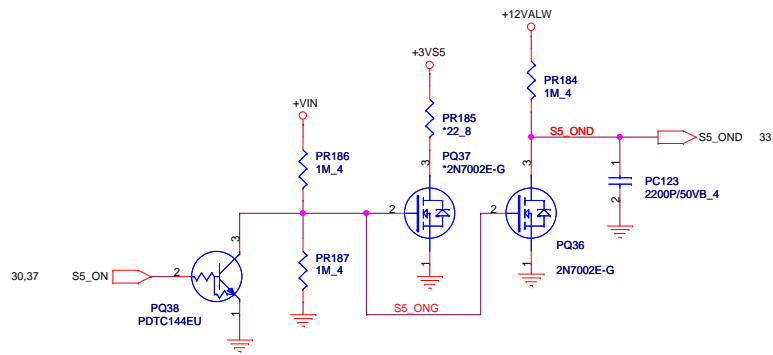 +12VALW
+3VS5
PR184
1M_4
+VIN
PR185
*22_8
S5_OND
S5_OND 33
PR186
1M_4
PQ37
*2N7002E-G
3
3
1
PC123
2200P/50VB_4
2
2
2
3
PR187
1M_4
PQ36
2N7002E-G
1
1
30,37 S5_ON
2
PQ38
PDTC144EU
1
S5_ONG